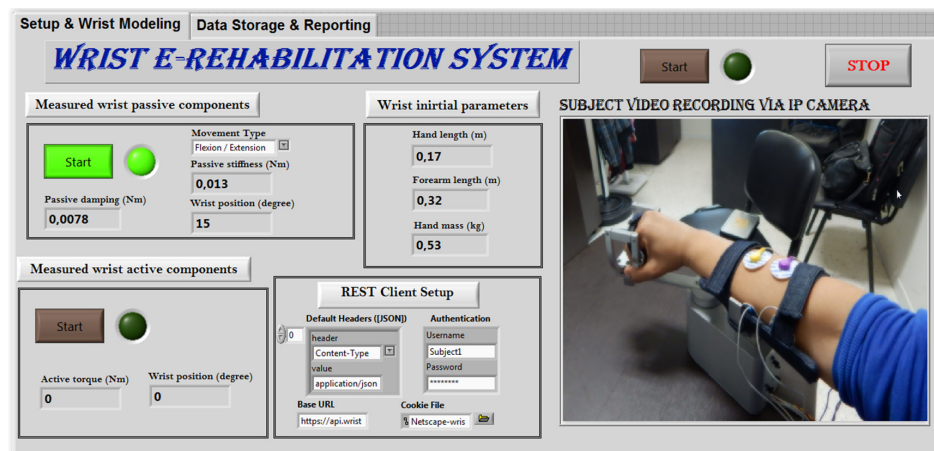 Setup & Wrist Modeling
Data Storage & Reporting
WRIST E-REHABILITATION SYSTEM
Start
STOP
Measured wrist passive components
Start
Movement Type
Flexion / Extension
Passive stiffness (Nm)
0,013
Passive damping (Nm)
0,0078
Wrist position (degree)
15
Wrist inirtial parameters
Hand length (m)
0,17
Forearm length (m)
0,32
Hand mass (kg)
0,53
SUBJECT VIDEO RECORDING VIA IP CAMERA
Measured wrist active components
Start
Active torque (Nm)
0
Wrist position (degree)
0
REST Client Setup
Default Headers ([JSON])
0
header
Content-Type
value
application/json
Authentication
Username
Subject1
Password
********
Base URL
https://api.wrist
Cookie File
Netscape-wris